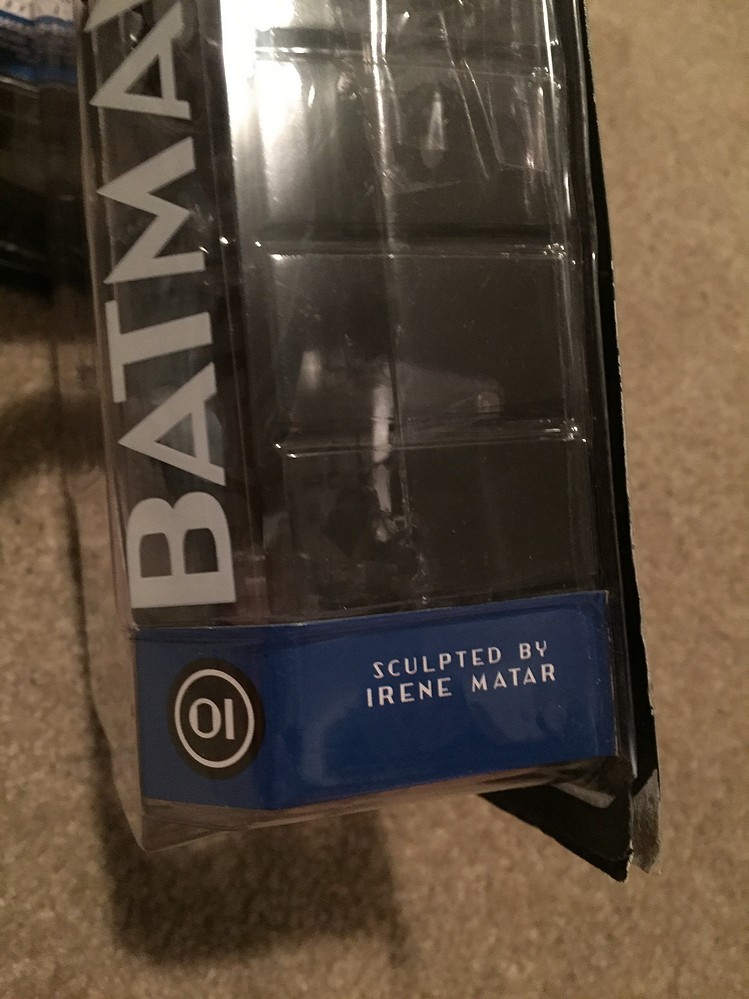 BATMA
01
SCULPTED BY
IRENE MATAR